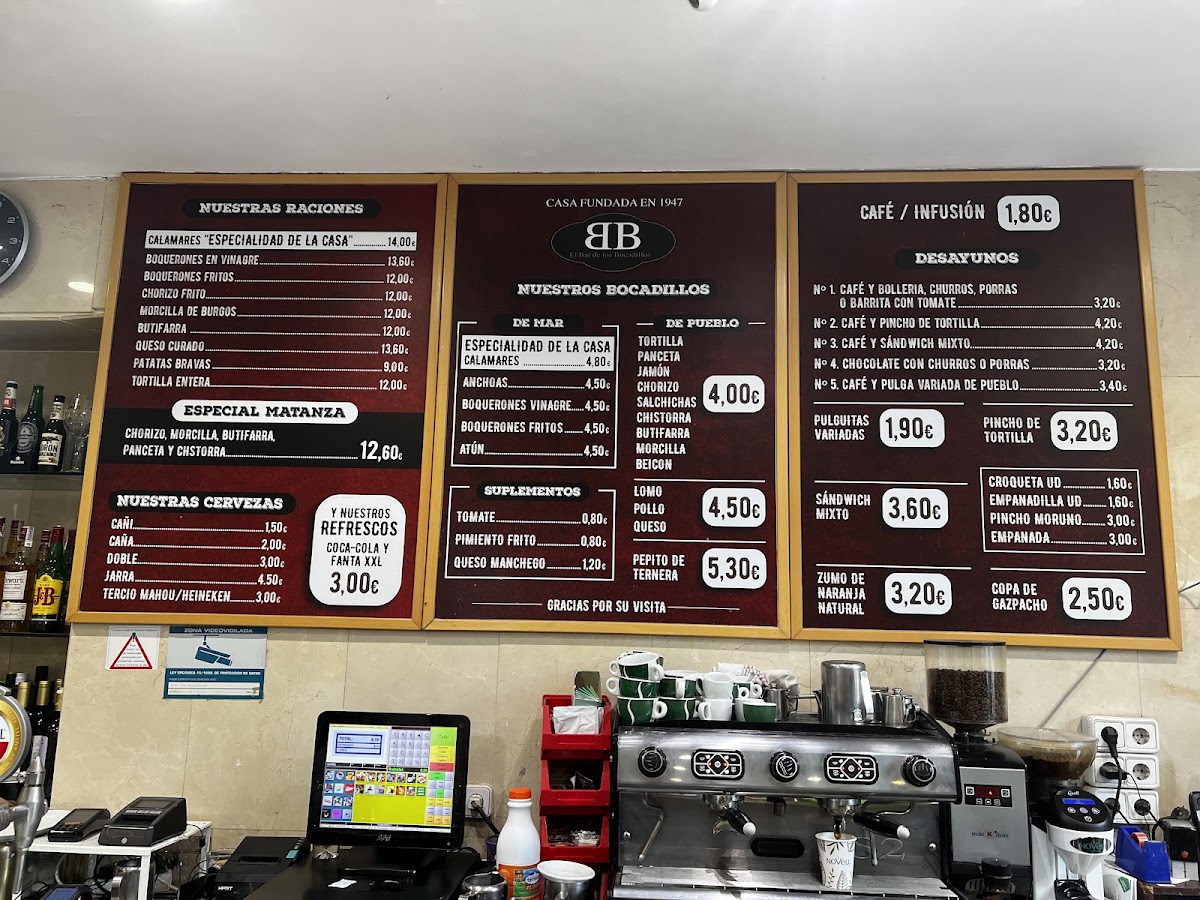 NUESTRAS RACIONES
CALAMARES "ESPECIALIDAD DE LA CASA" 14,00€
BOQUERONES EN VINAGRE 13,60€
BOQUERONES FRITOS 12,00€
CHORIZO FRITO 12,00€
MORCILLA DE BURGOS 12,00€
BUTIFARRA 12,00€
QUESO CURADO 13,60€
PATATAS BRAVAS 9,00€
TORTILLA ENTERA 12,00€
ESPECIAL MATANZA
CHORIZO, MORCILLA, BUTIFARRA,
PANCETA Y CHSTORRA 12,60€
NUESTRAS CERVEZAS
CAÑI 1,50€
CAÑA 2,00€
DOBLE 3,00€
JARRA 4.50€
TERCIO MAHOU/HEINEKEN 3,00€
Y NUESTROS
REFRESCOS
COCA-COLA Y
FANTA XXL
3,00€
CASA FUNDADA EN 1947
BB
El Bar de los Bocadillos
NUESTROS BOCADILLOS
DE MAR
ESPECIALIDAD DE LA CASA
CALAMARES 4,80€
ANCHOAS 4,50€
BOQUERONES VINAGRE 4,50€
BOQUERONES FRITOS 4,50€
ATÚN 4,50€
SUPLEMENTOS
TOMATE 0,80€
PIMIENTO FRITO 0,80€
QUESO MANCHEGO 1,20€
DE PUEBLO
TORTILLA
PANCETA
JAMÓN
CHORIZO
SALCHICHAS
CHISTORRA
BUTIFARRA
MORCILLA
BEICON
4,00€
LOMO
POLLO
QUESO
4,50€
PEPITO DE
TERNERA
5,30€
GRACIAS POR SU VISITA
CAFÉ / INFUSIÓN 1,80€
DESAYUNOS
Nº 1. CAFÉ Y BOLLERIA, CHURROS, PORRAS
O BARRITA CON TOMATE 3,20€
Nº 2. CAFÉ Y PINCHO DE TORTILLA 4,20€
Nº 3. CAFÉ Y SÁNDWICH MIXTO 4,20€
Nº 4. CHOCOLATE CON CHURROS O PORRAS 3,20€
Nº 5. CAFÉ Y PULGA VARIADA DE PUEBLO 3,40€
PULGUITAS
VARIADAS
1,90€
PINCHO DE
TORTILLA
3,20€
SÁNDWICH
MIXTO
3,60€
CROQUETA UD 1,60€
EMPANADILLA UD 1,60€
PINCHO MORUNO 3,00€
EMPANADA 3,00€
ZUMO DE
NARANJA
NATURAL
3,20€
COPA DE
GAZPACHO
2,50€
ZONA VIDEOVIGILADA
LEY ORGÁNICA 15/1999, DE PROTECCIÓN DE DATOS
TOTAL:
J&B
NOVELL